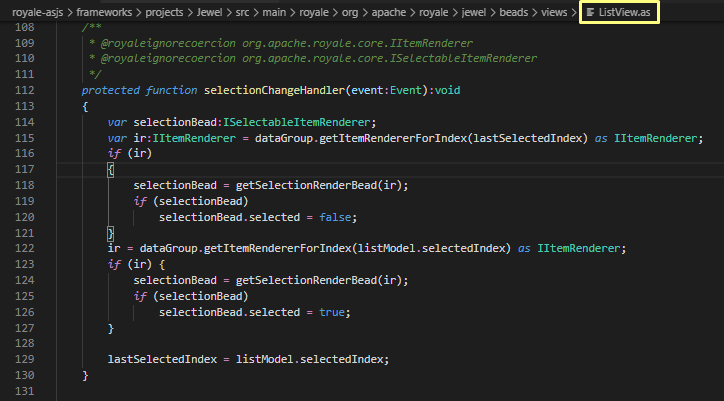 royale-asjs > frameworks > projects > Jewel > src > main > royale > org > apache > royale > jewel > beads > views > ListView.as
108 /**
109 * @royaleignorecoercion org.apache.royale.core.IItemRenderer
110 * @royaleignorecoercion org.apache.royale.core.ISelectableItemRenderer
111 */
112 protected function selectionChangeHandler(event:Event):void
113 {
114 var selectionBead:ISelectableItemRenderer;
115 var ir:IItemRenderer = dataGroup.getItemRendererForIndex(lastSelectedIndex) as IItemRenderer;
116 if (ir)
117 {
118 selectionBead = getSelectionRenderBead(ir);
119 if (selectionBead)
120 selectionBead.selected = false;
121 }
122 ir = dataGroup.getItemRendererForIndex(listModel.selectedIndex) as IItemRenderer;
123 if (ir) {
124 selectionBead = getSelectionRenderBead(ir);
125 if (selectionBead)
126 selectionBead.selected = true;
127 }
128
129 lastSelectedIndex = listModel.selectedIndex;
130 }
131